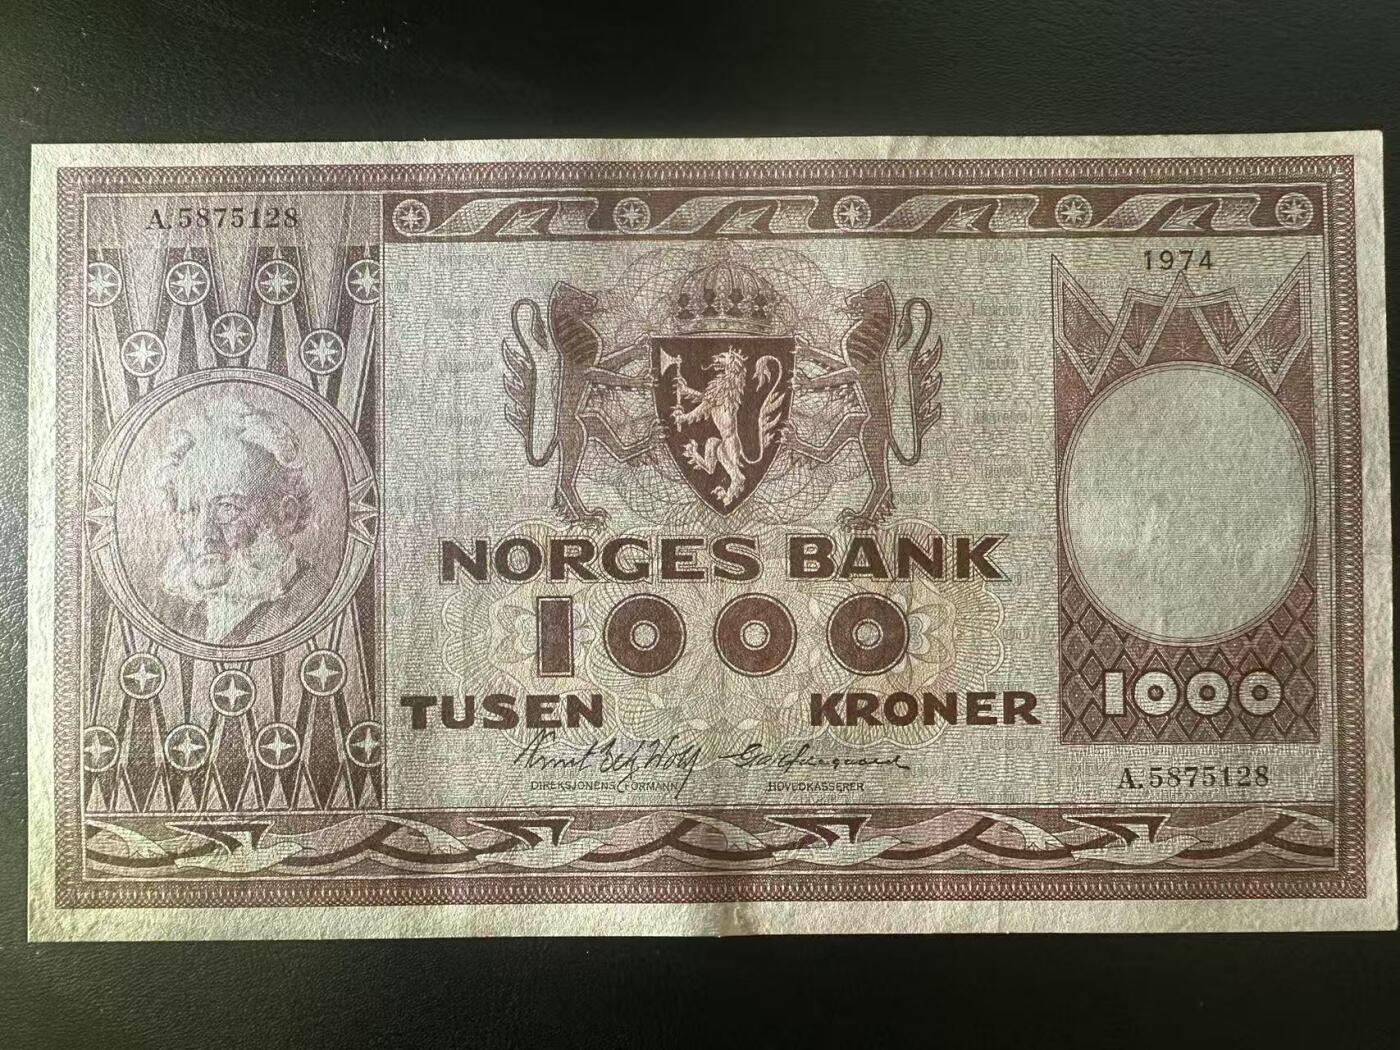 A.5875128
1974
NORGES BANK
1000
TUSEN KRONER
1000
DIREKSJONENS FORMANN HOVEDKASSERER
A.5875128